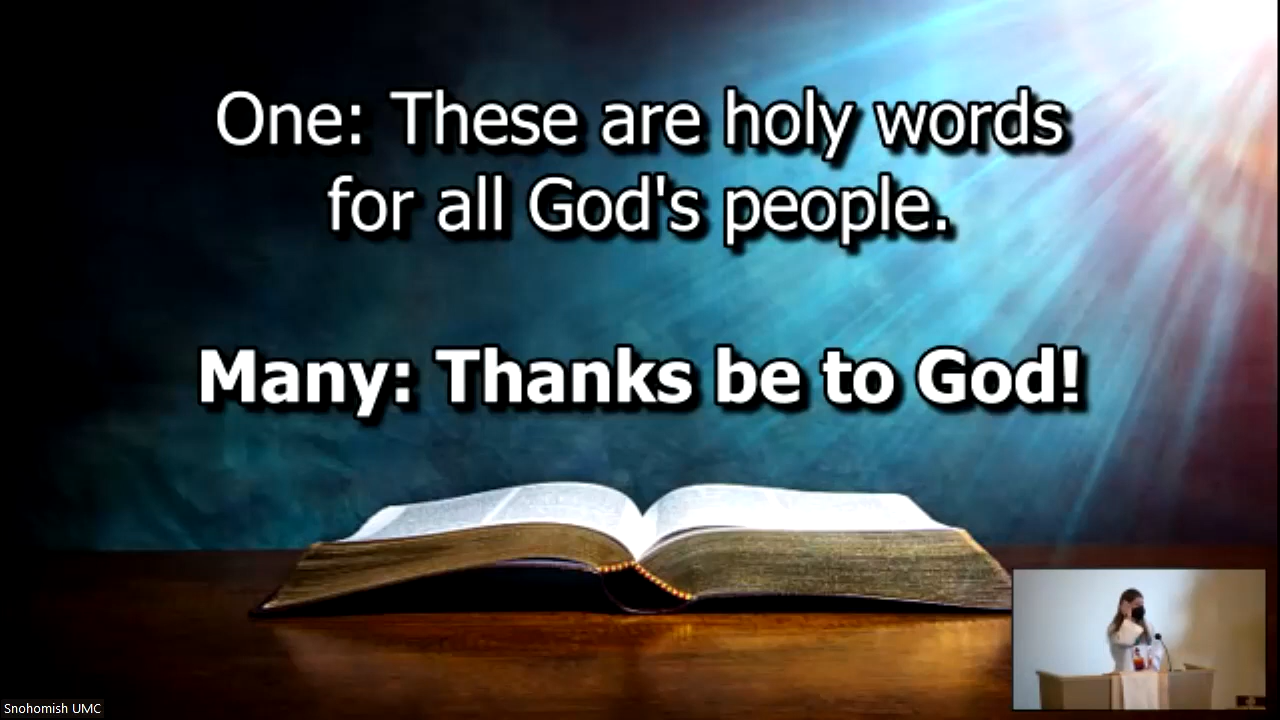 One: These are holy words
for all God's people.
Many: Thanks be to God!
Snohomish UMC